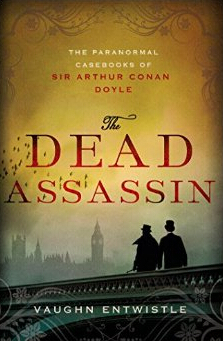 THE PARANORMAL
CASEBOOKS OF
SIR ARTHUR CONAN
DOYLE
The
DEAD
ASSASSIN
VAUGHN ENTWISTLE